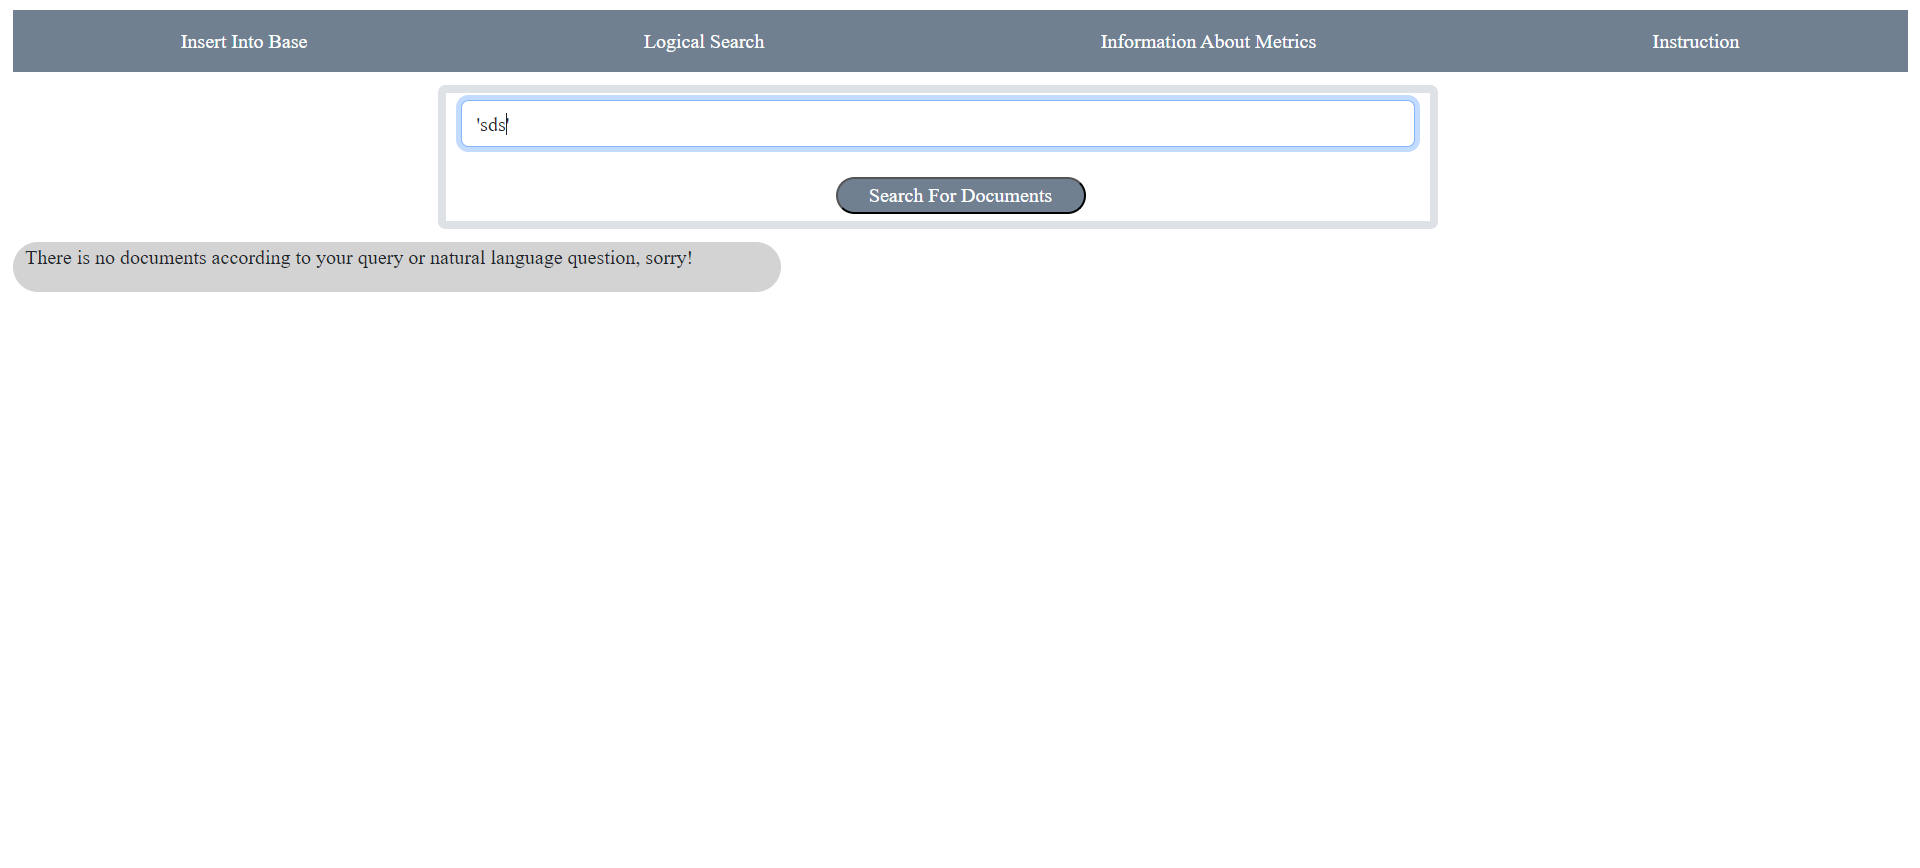 Insert Into Base Logical Search Information About Metrics Instruction
'sds'
Search For Documents
There is no documents according to your query or natural language question, sorry!